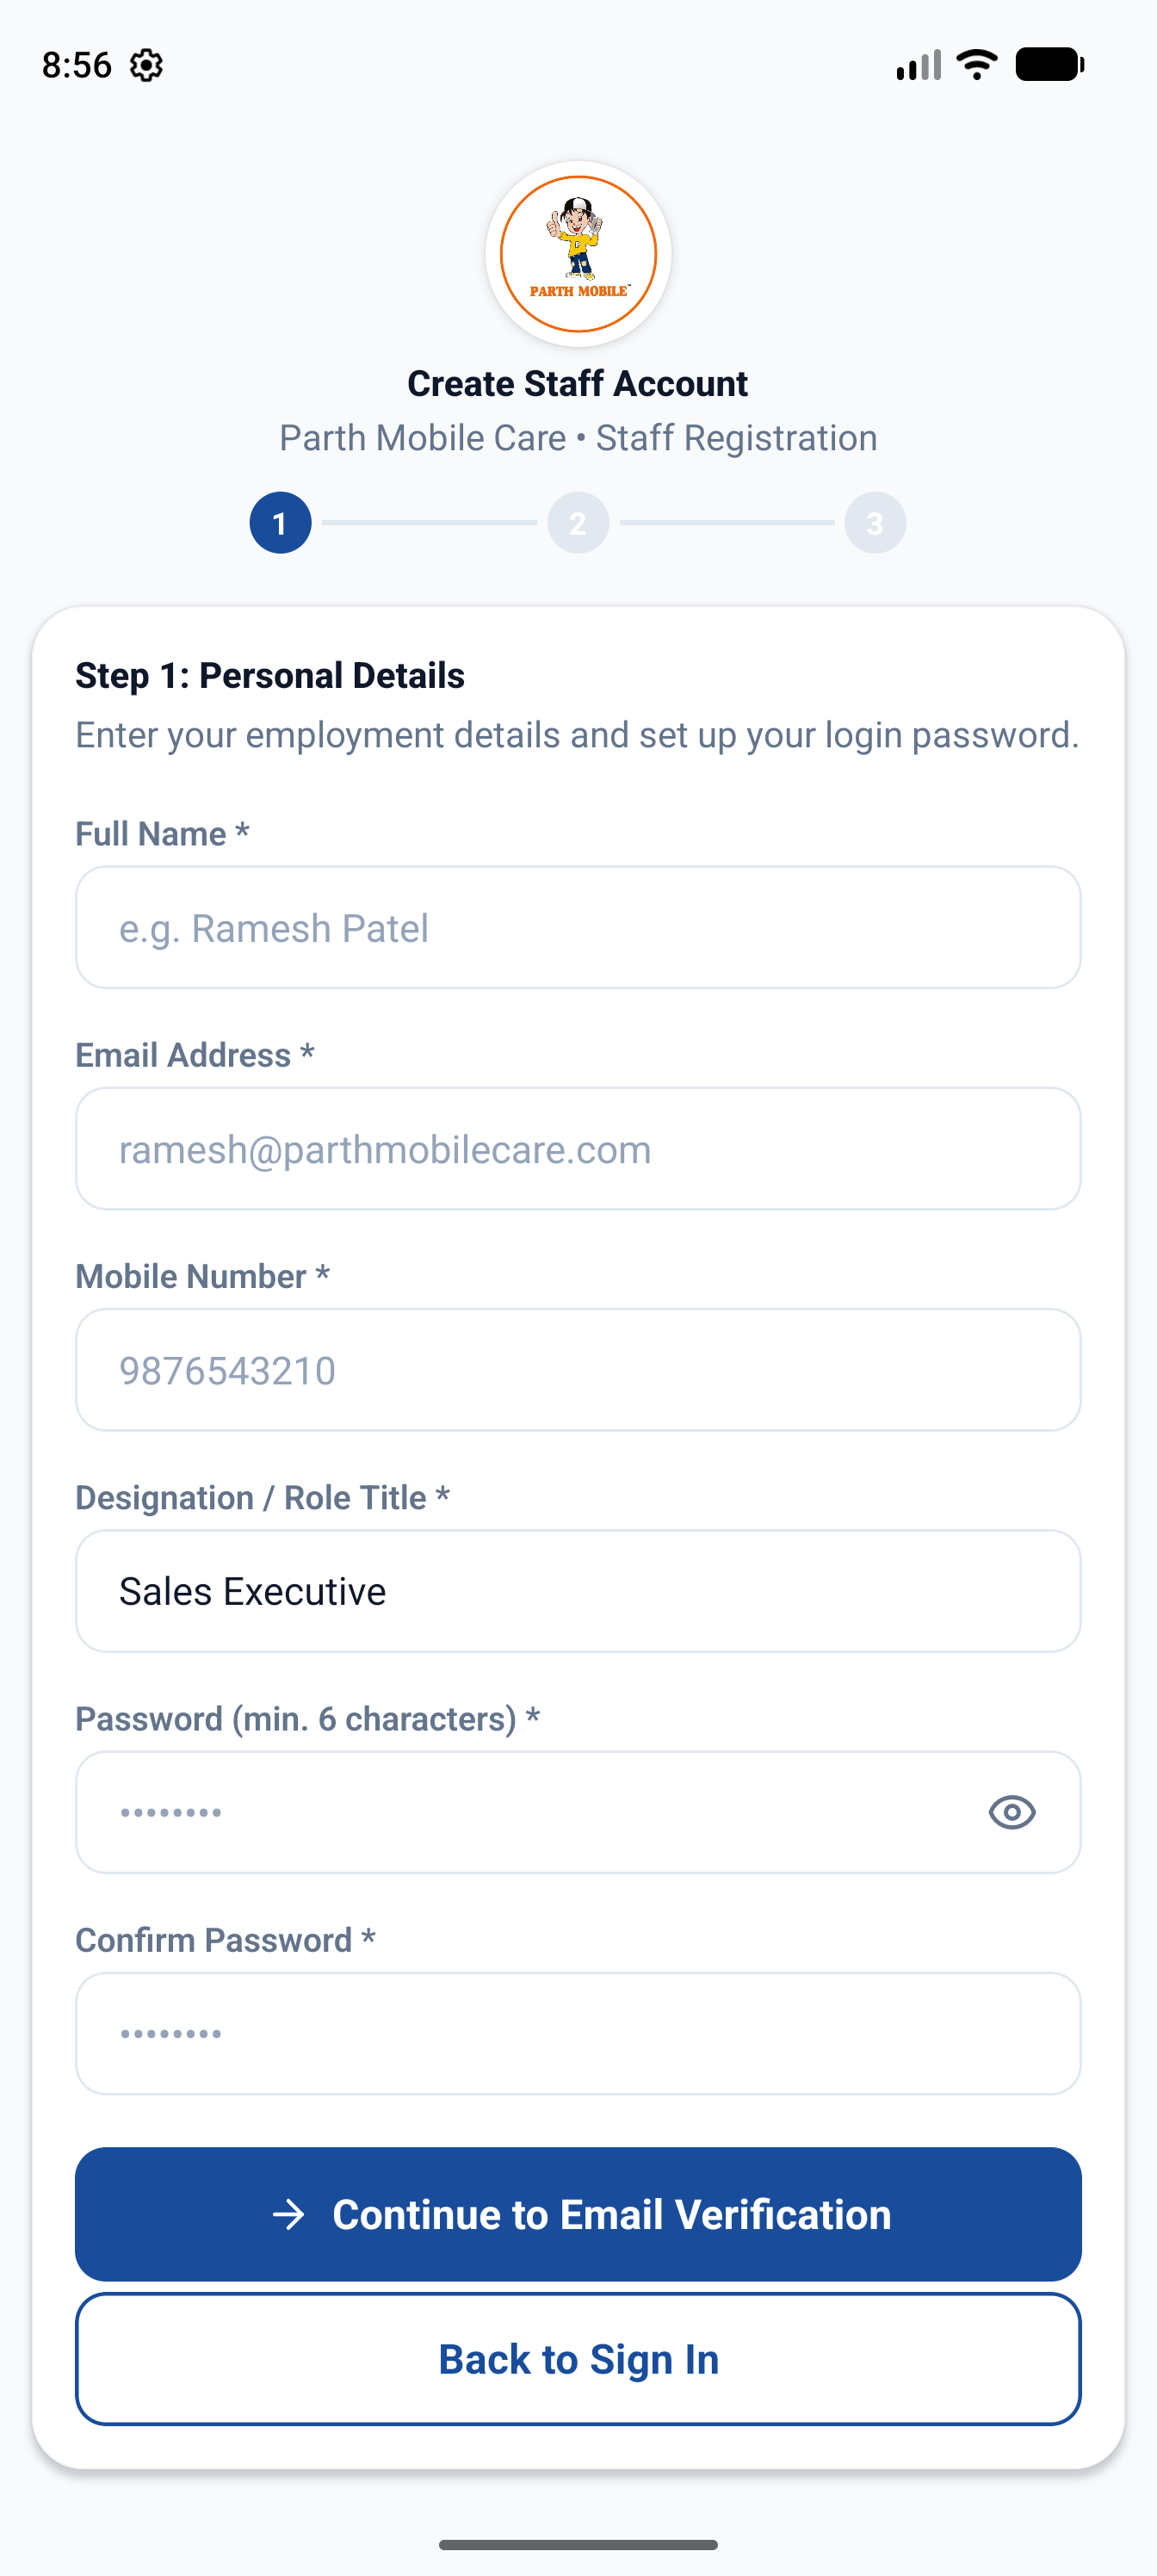 8:56
PARTH MOBILE™
Create Staff Account
Parth Mobile Care • Staff Registration
1 2 3
Step 1: Personal Details
Enter your employment details and set up your login password.
Full Name *
e.g. Ramesh Patel
Email Address *
ramesh@parthmobilecare.com
Mobile Number *
9876543210
Designation / Role Title *
Sales Executive
Password (min. 6 characters) *
••••••••
Confirm Password *
••••••••
→ Continue to Email Verification
Back to Sign In